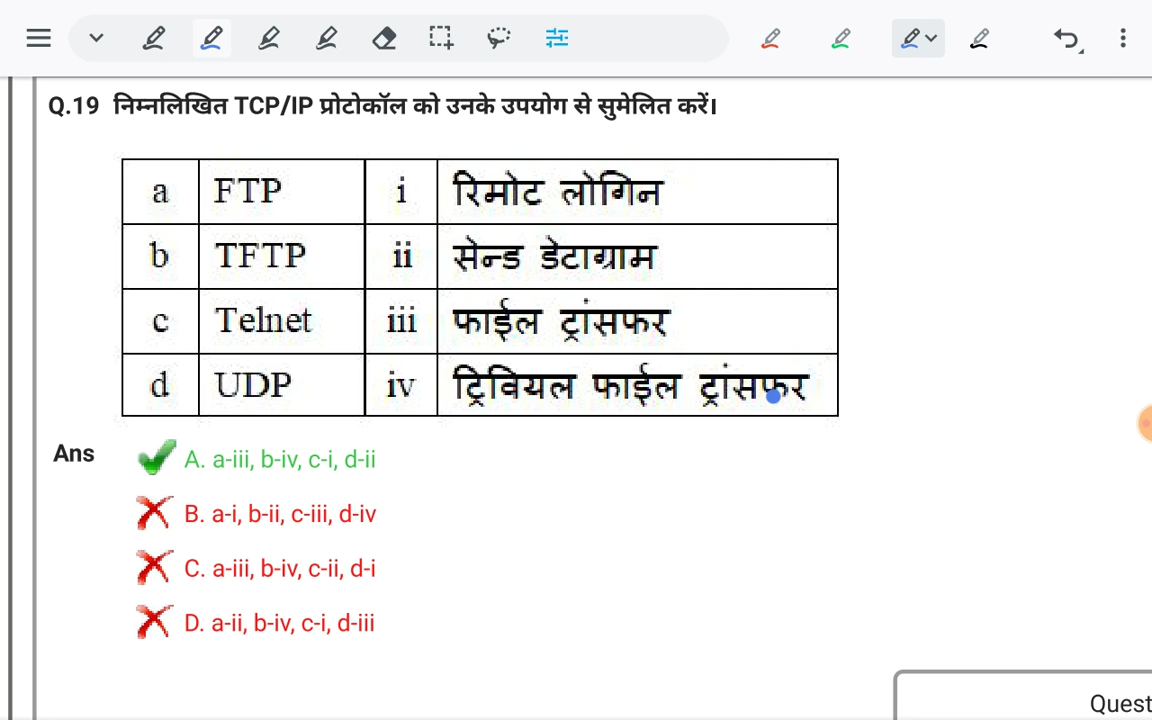 Q.19 निम्नलिखित TCP/IP प्रोटोकॉल को उनके उपयोग से सुमेलित करें।
a FTP i रिमोट लोगिन
b TFTP ii सेन्ड डेटाग्राम
c Telnet iii फाईल ट्रांसफर
d UDP iv ट्रिवियल फाईल ट्रांसफर
Ans A. a-iii, b-iv, c-i, d-ii
B. a-i, b-ii, c-iii, d-iv
C. a-iii, b-iv, c-ii, d-i
D. a-ii, b-iv, c-i, d-iii
Quest